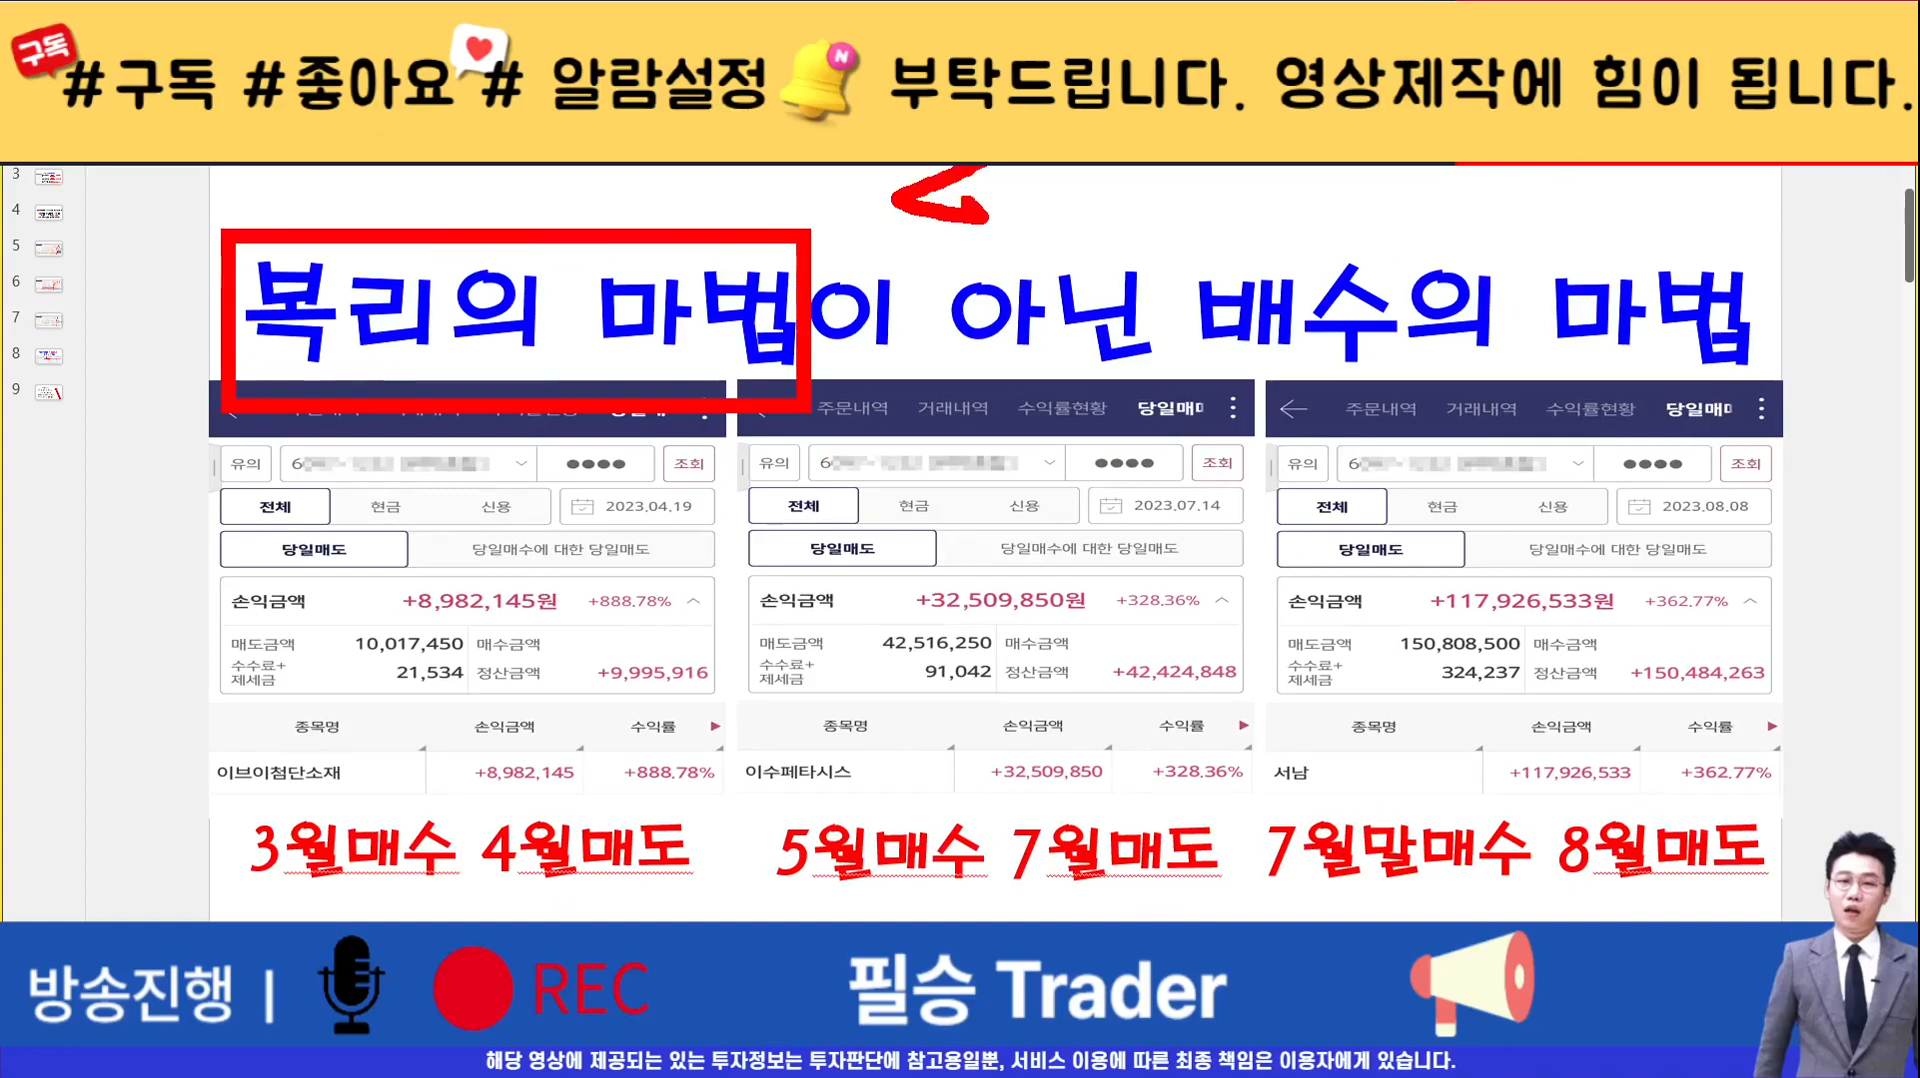 구독
#구독 #좋아요 # 알람설정 N 부탁드립니다. 영상제작에 힘이 됩니다.
3
4
5
6
7
8
9
복리의 마법이 아닌 배수의 마법
주문내역 거래내역 수익률현황 당일매
주문내역 거래내역 수익률현황 당일매
유의 6 ●●●● 조회
전체 현금 신용 2023.04.19
당일매도 당일매수에 대한 당일매도
손익금액 +8,982,145원 +888.78%
매도금액 10,017,450 매수금액
수수료+
제세금 21,534 정산금액 +9,995,916
종목명 손익금액 수익률
이브이첨단소재 +8,982,145 +888.78%
3월매수 4월매도
유의 6 ●●●● 조회
전체 현금 신용 2023.07.14
당일매도 당일매수에 대한 당일매도
손익금액 +32,509,850원 +328.36%
매도금액 42,516,250 매수금액
수수료+
제세금 91,042 정산금액 +42,424,848
종목명 손익금액 수익률
이수페타시스 +32,509,850 +328.36%
5월매수 7월매도
유의 6 ●●●● 조회
전체 현금 신용 2023.08.08
당일매도 당일매수에 대한 당일매도
손익금액 +117,926,533원 +362.77%
매도금액 150,808,500 매수금액
수수료+
제세금 324,237 정산금액 +150,484,263
종목명 손익금액 수익률
서남 +117,926,533 +362.77%
7월말매수 8월매도
방송진행 | REC 필승 Trader
해당 영상에 제공되는 있는 투자정보는 투자판단에 참고용일뿐, 서비스 이용에 따른 최종 책임은 이용자에게 있습니다.